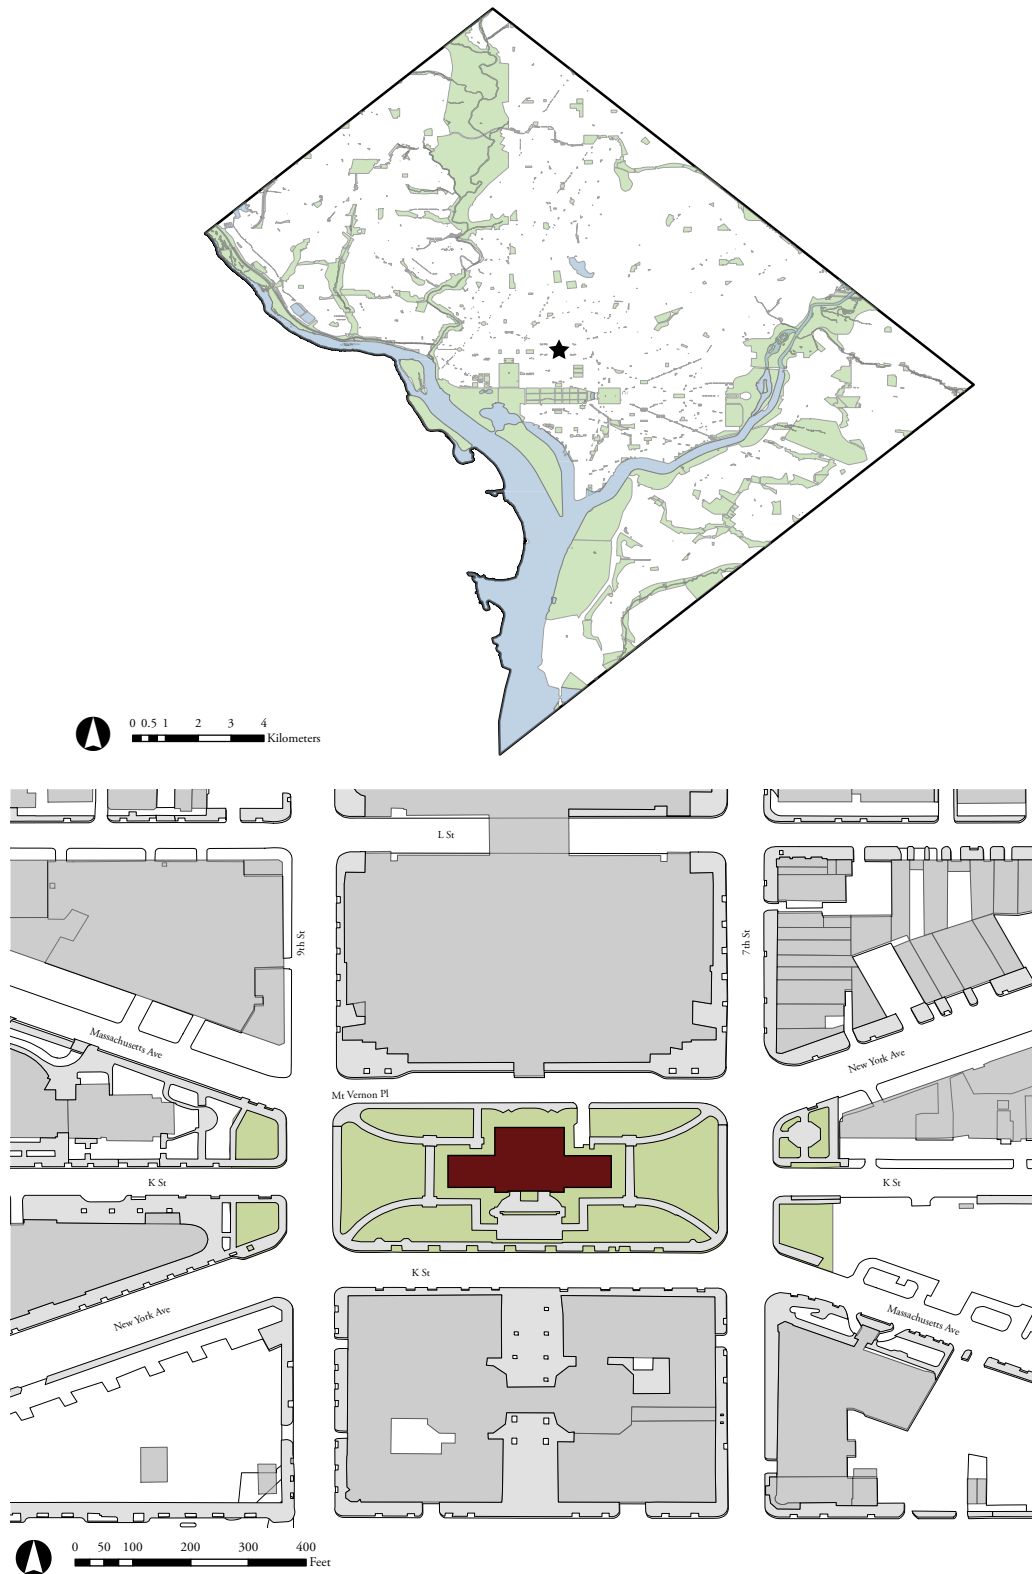 0 0.5 1 2 3 4
Kilometers
L St
9th St
7th St
Massachusetts Ave
New York Ave
Mt Vernon Pl
K St
K St
K St
New York Ave
Massachusetts Ave
0 50 100 200 300 400
Feet